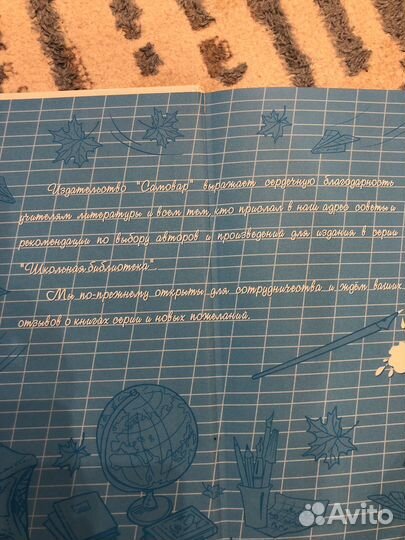 Издательство "Самовар" выражает сердечную благодарность
учителям литературы и всем тем, кто прислал в наш адрес советы и
рекомендации по выбору авторов и произведений для издания в серии
"Школьная библиотека".
Мы по-прежнему открыты для сотрудничества и ждём ваших
отзывов о книгах серии и новых пожеланий.
Avito